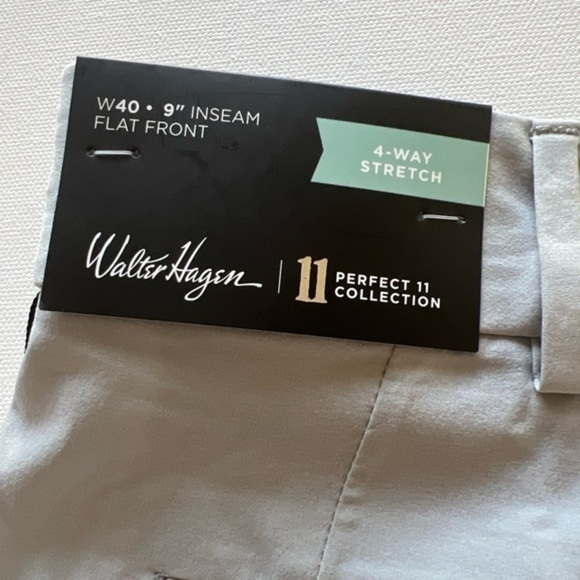 W40 • 9" INSEAM
FLAT FRONT
4-WAY
STRETCH
Walter Hagen
11 PERFECT 11
COLLECTION